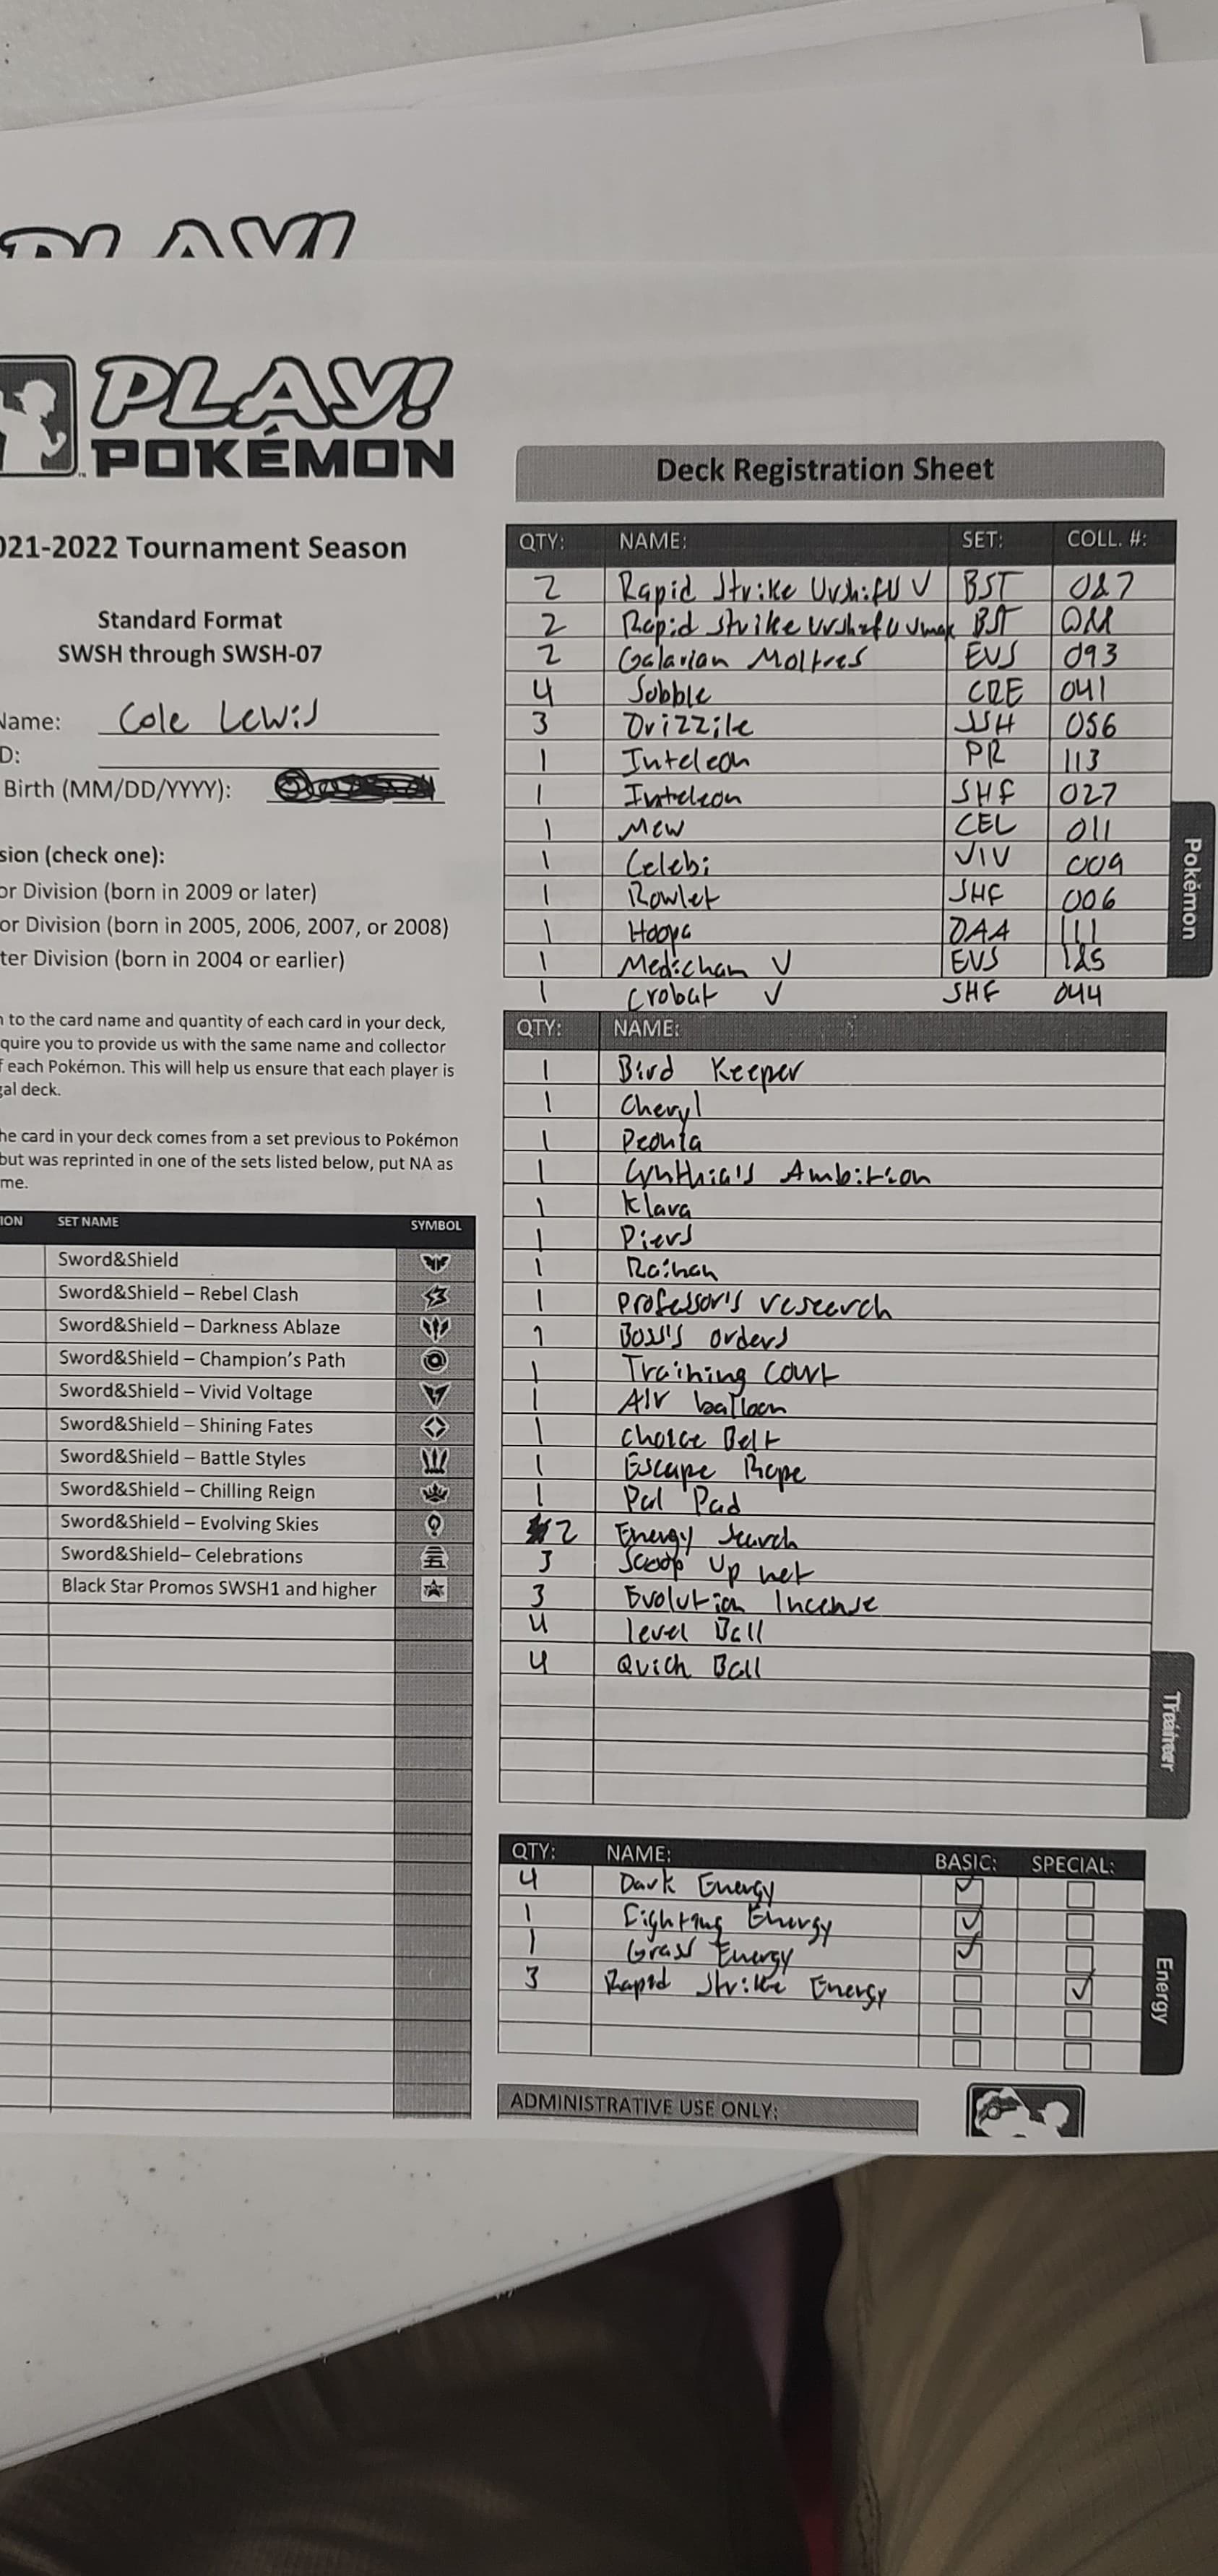 PLAY!
PLAY!
POKÉMON
021-2022 Tournament Season
Standard Format
SWSH through SWSH-07
Name: Cole Lewis
D:
Birth (MM/DD/YYYY):
sion (check one):
or Division (born in 2009 or later)
or Division (born in 2005, 2006, 2007, or 2008)
ter Division (born in 2004 or earlier)
n to the card name and quantity of each card in your deck,
quire you to provide us with the same name and collector
f each Pokémon. This will help us ensure that each player is
gal deck.
he card in your deck comes from a set previous to Pokémon
but was reprinted in one of the sets listed below, put NA as
me.
ION SET NAME SYMBOL
Sword&Shield
Sword&Shield – Rebel Clash
Sword&Shield – Darkness Ablaze
Sword&Shield – Champion's Path
Sword&Shield – Vivid Voltage
Sword&Shield – Shining Fates
Sword&Shield – Battle Styles
Sword&Shield – Chilling Reign
Sword&Shield – Evolving Skies
Sword&Shield– Celebrations
Black Star Promos SWSH1 and higher
Deck Registration Sheet
QTY: NAME: SET: COLL. #:
2 Rapid Strike Urshifu V BST 087
2 Rapid Strike Urshifu Vmax BST
2 Galarian Moltres EVS 093
4 Sobble CRE 041
3 Drizzile SSH 056
1 Inteleon PR 113
1 Inteleon SHF 027
1 Mew CEL 011
1 Celebi VIV 009
1 Rowlet SHF 006
1 Hoopa DAA 111
1 Medicham V EVS
1 Crobat V SHF 044
Pokémon
QTY: NAME:
1 Bird Keeper
1 Cheryl
1 Peonia
1 Cynthia's Ambition
1 Klara
1 Piers
1 Raihan
1 Professor's research
1 Boss's orders
1 Training Court
1 Air balloon
1 Choice Belt
1 Escape Rope
1 Pal Pad
2 Energy search
3 Scoop Up net
3 Evolution Incense
4 level Ball
4 Quick Ball
Trainer
QTY: NAME: BASIC: SPECIAL:
4 Dark Energy ✓
1 Fighting Energy ✓
1 Grass Energy ✓
3 Rapid Strike Energy ✓
Energy
ADMINISTRATIVE USE ONLY: